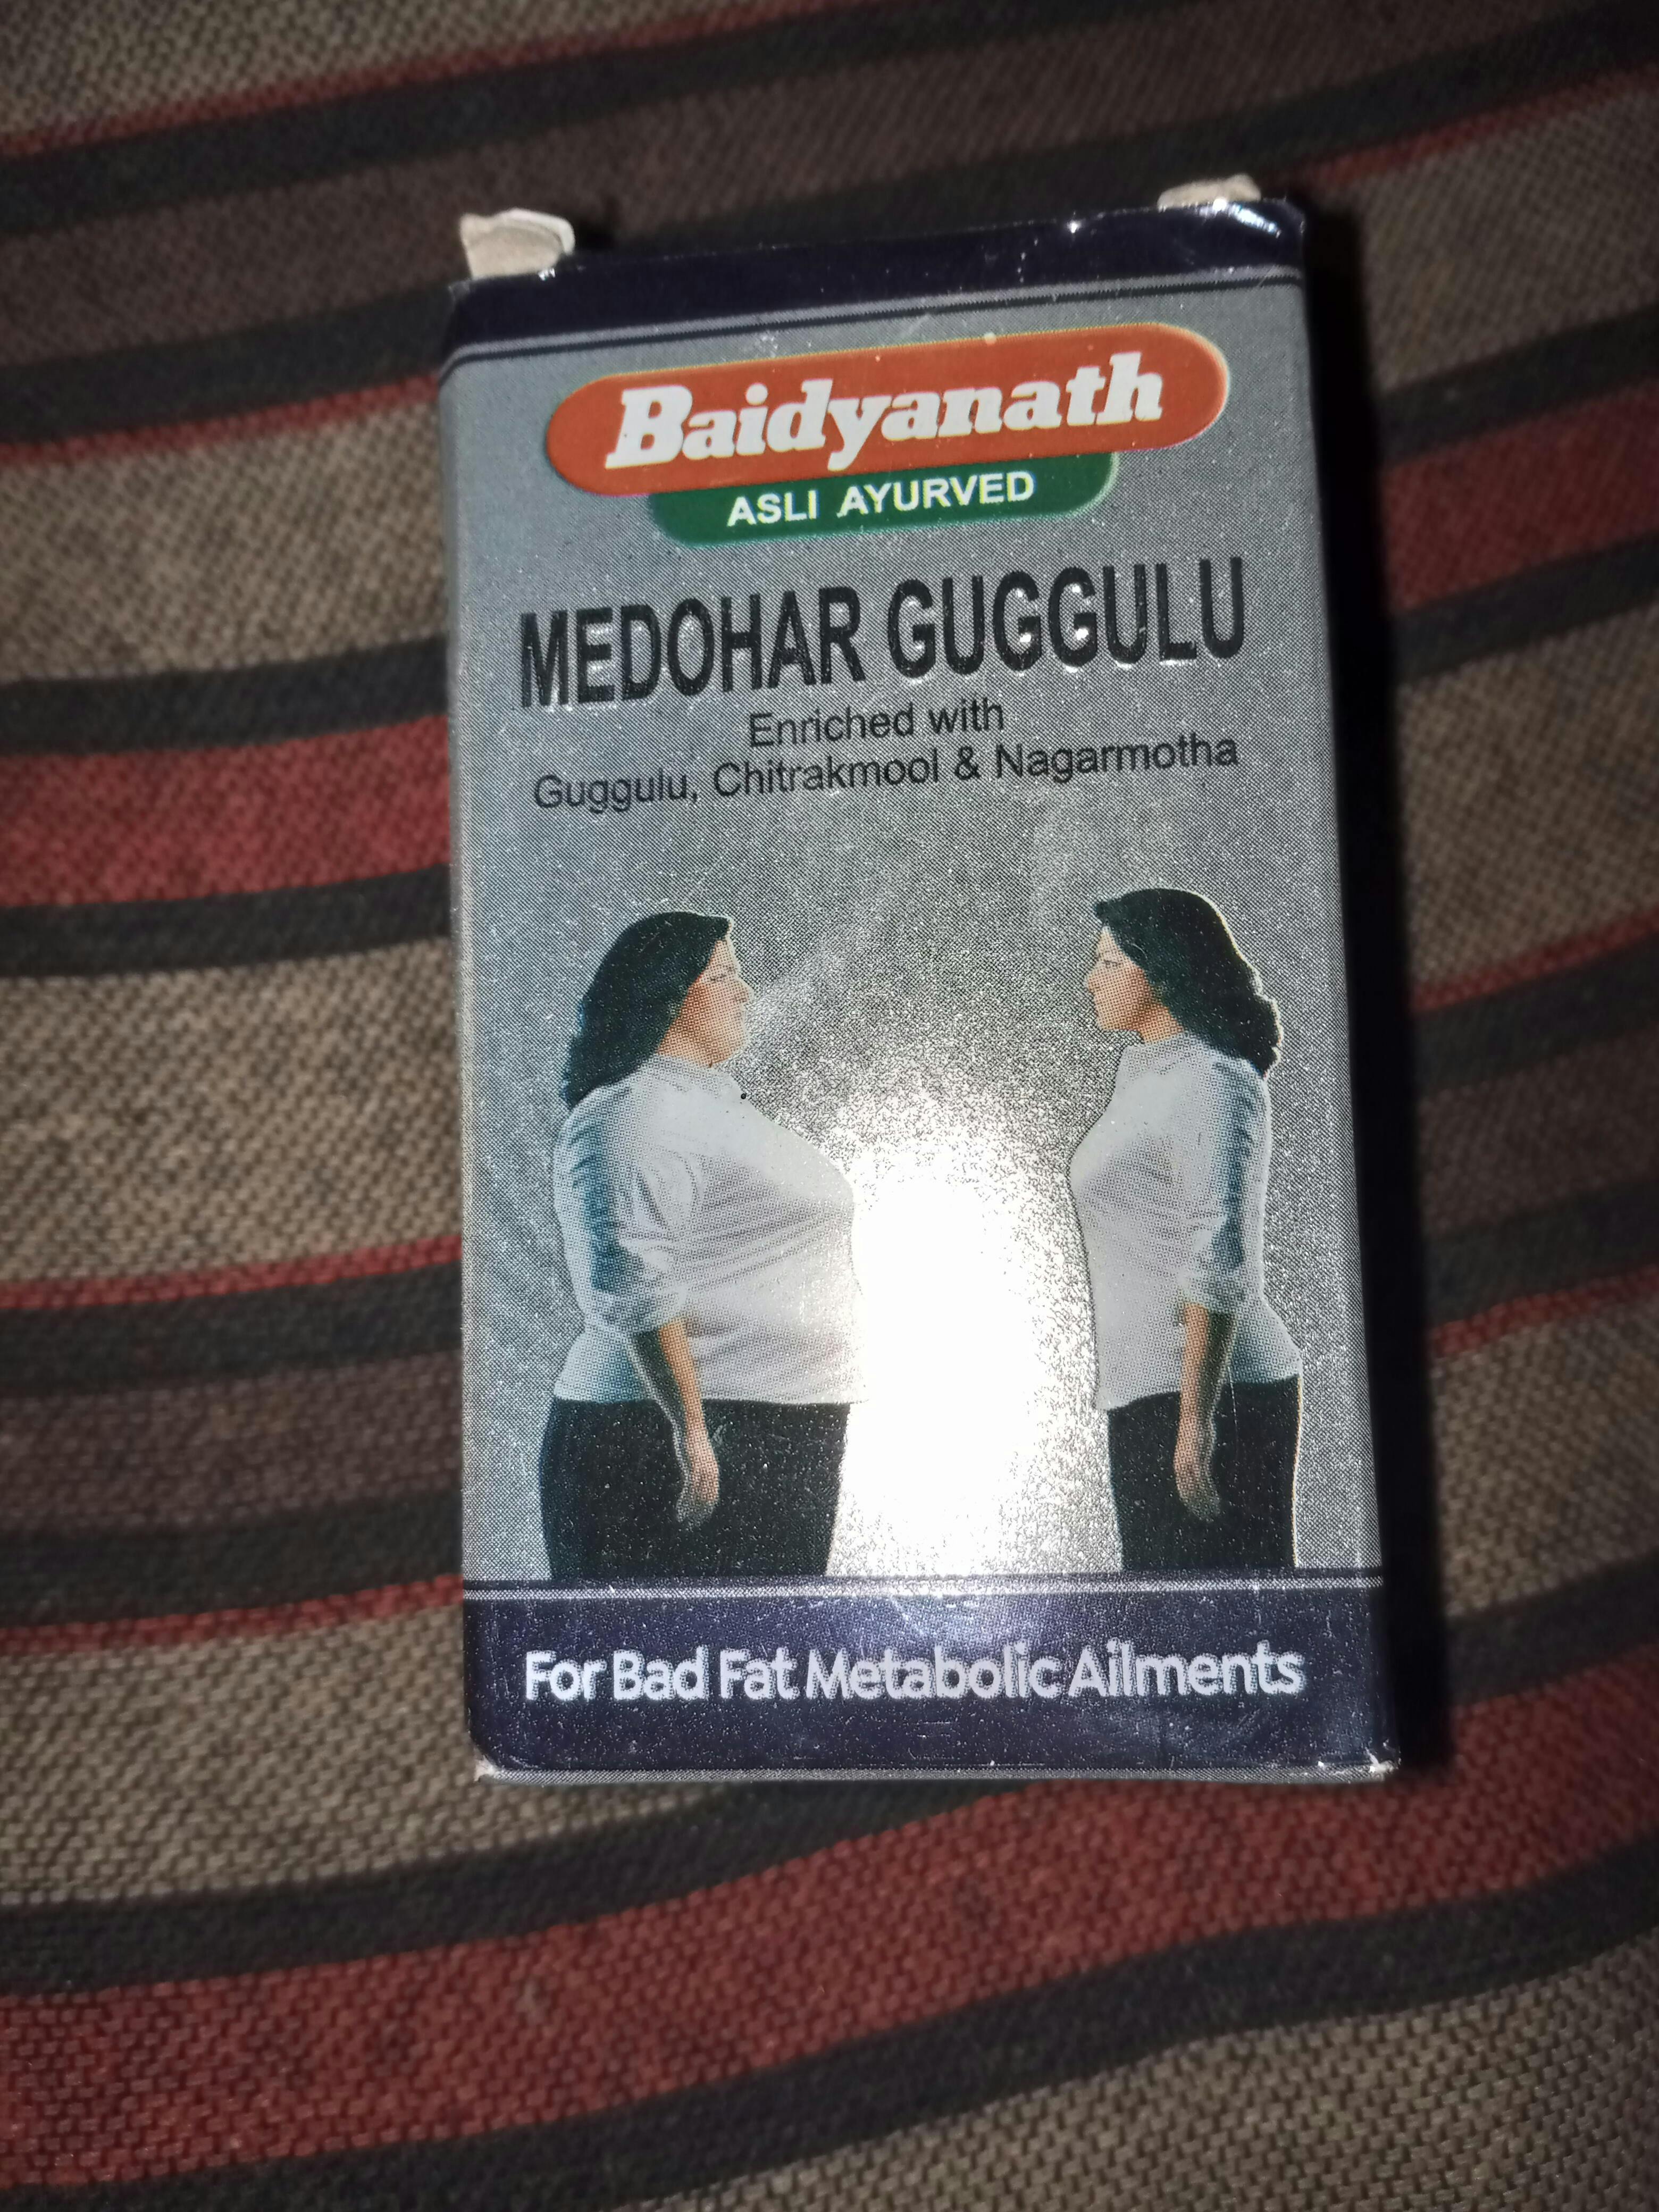 Baidyanath
ASLI AYURVED
MEDOHAR GUGGULU
Enriched with
Guggulu, Chitrakmool & Nagarmotha
For Bad Fat Metabolic Ailments